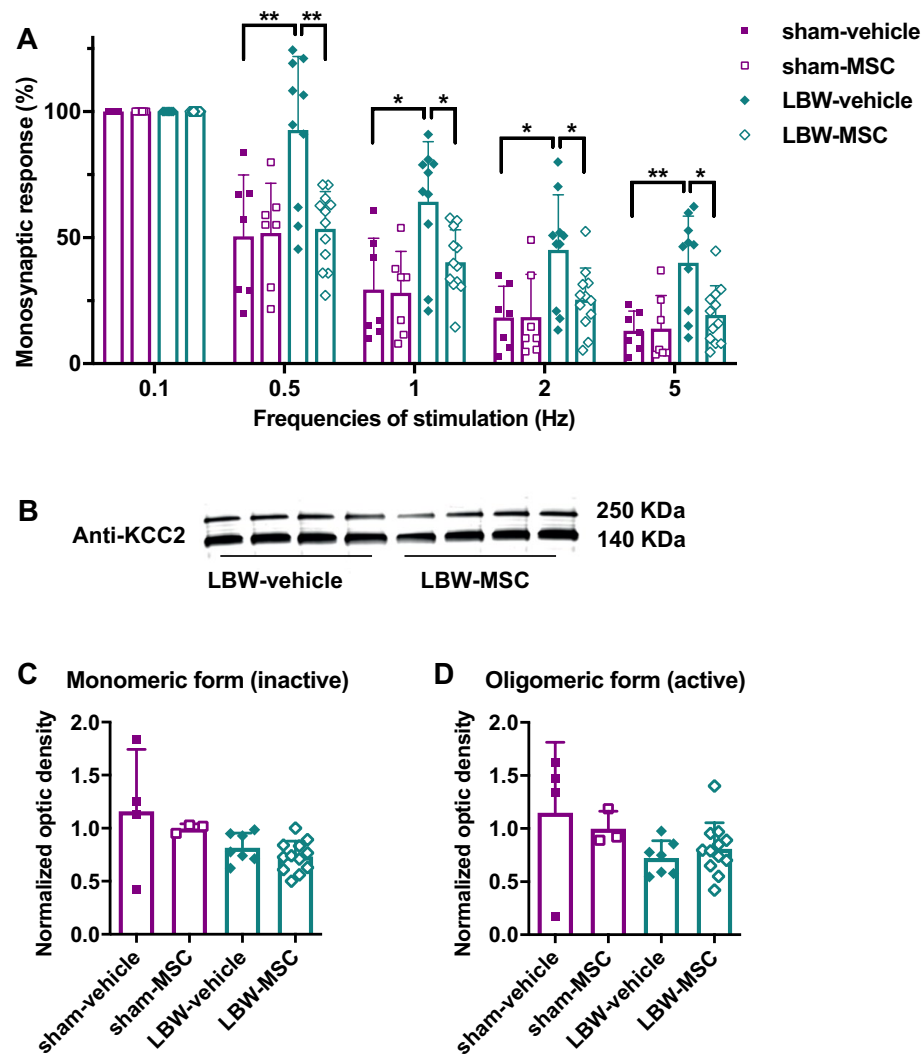 A
Monosynaptic response (%)
100
50
0
** **
* *
* *
** *
0.1 0.5 1 2 5
Frequencies of stimulation (Hz)
sham-vehicle
sham-MSC
LBW-vehicle
LBW-MSC
B
Anti-KCC2
250 KDa
140 KDa
LBW-vehicle LBW-MSC
C Monomeric form (inactive)
Normalized optic density
2.0
1.5
1.0
0.5
0.0
sham-vehicle
sham-MSC
LBW-vehicle
LBW-MSC
D Oligomeric form (active)
Normalized optic density
2.0
1.5
1.0
0.5
0.0
sham-vehicle
sham-MSC
LBW-vehicle
LBW-MSC